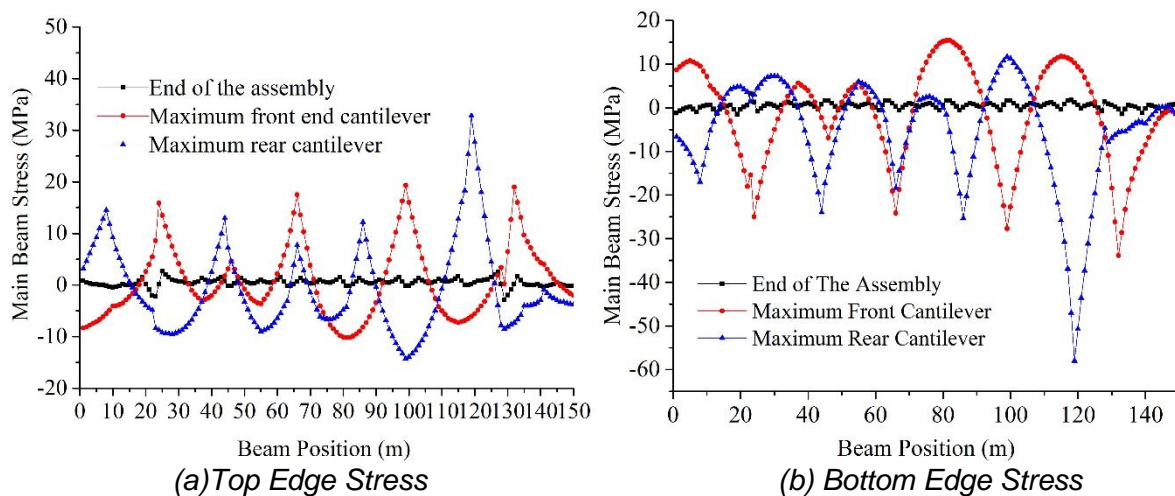 50
40
30
20
10
0
-10
-20
Main Beam Stress (MPa)
End of the assembly
Maximum front end cantilever
Maximum rear cantilever
0 10 20 30 40 50 60 70 80 90 100 110 120 130 140 150
Beam Position (m)
(a)Top Edge Stress
20
10
0
-10
-20
-30
-40
-50
-60
Main Beam Stress (MPa)
End of The Assembly
Maximum Front Cantilever
Maximum Rear Cantilever
0 20 40 60 80 100 120 140
Beam Position (m)
(b) Bottom Edge Stress